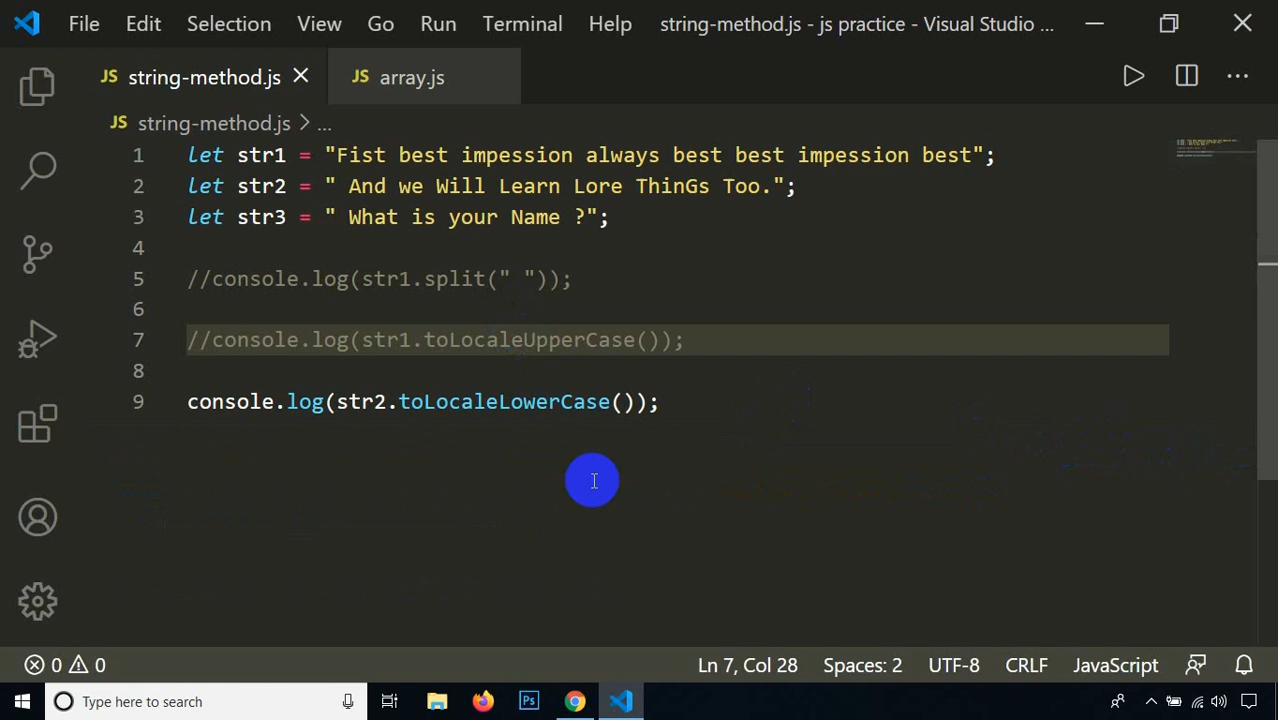 File Edit Selection View Go Run Terminal Help string-method.js - js practice - Visual Studio ...
JS string-method.js JS array.js
JS string-method.js > ...
1 let str1 = "Fist best impession always best best impession best";
2 let str2 = " And we Will Learn Lore ThinGs Too.";
3 let str3 = " What is your Name ?";
4
5 //console.log(str1.split(" "));
6
7 //console.log(str1.toLocaleUpperCase());
8
9 console.log(str2.toLocaleLowerCase());
0 0 Ln 7, Col 28 Spaces: 2 UTF-8 CRLF JavaScript
Type here to search Ps